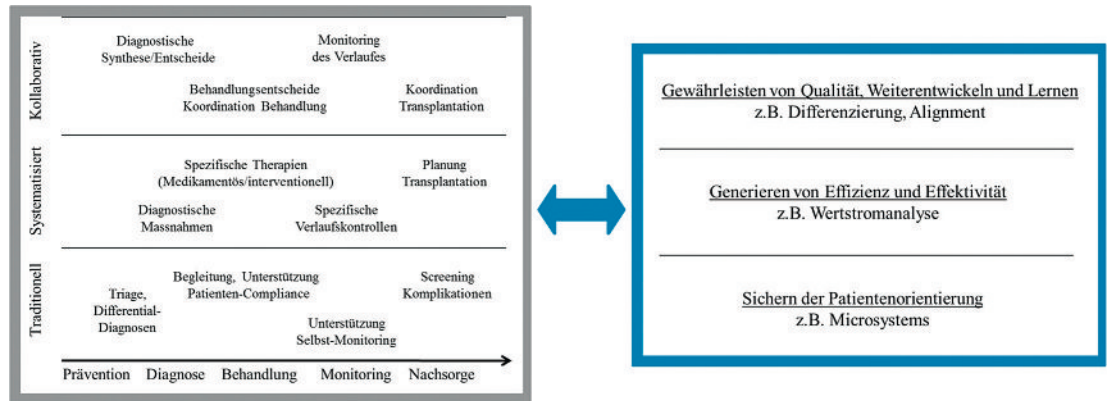 Kollaborativ
Diagnostische
Synthese/Entscheide
Monitoring
des Verlaufes
Behandlungsentscheide
Koordination Behandlung
Koordination
Transplantation
Systematisiert
Spezifische Therapien
(Medikamentös/interventionell)
Planung
Transplantation
Diagnostische
Massnahmen
Spezifische
Verlaufskontrollen
Traditionell
Begleitung, Unterstützung
Patienten-Compliance
Screening
Komplikationen
Triage,
Differential-
Diagnosen
Unterstützung
Selbst-Monitoring
Prävention Diagnose Behandlung Monitoring Nachsorge
Gewährleisten von Qualität, Weiterentwickeln und Lernen
z.B. Differenzierung, Alignment
Generieren von Effizienz und Effektivität
z.B. Wertstromanalyse
Sichern der Patientenorientierung
z.B. Microsystems